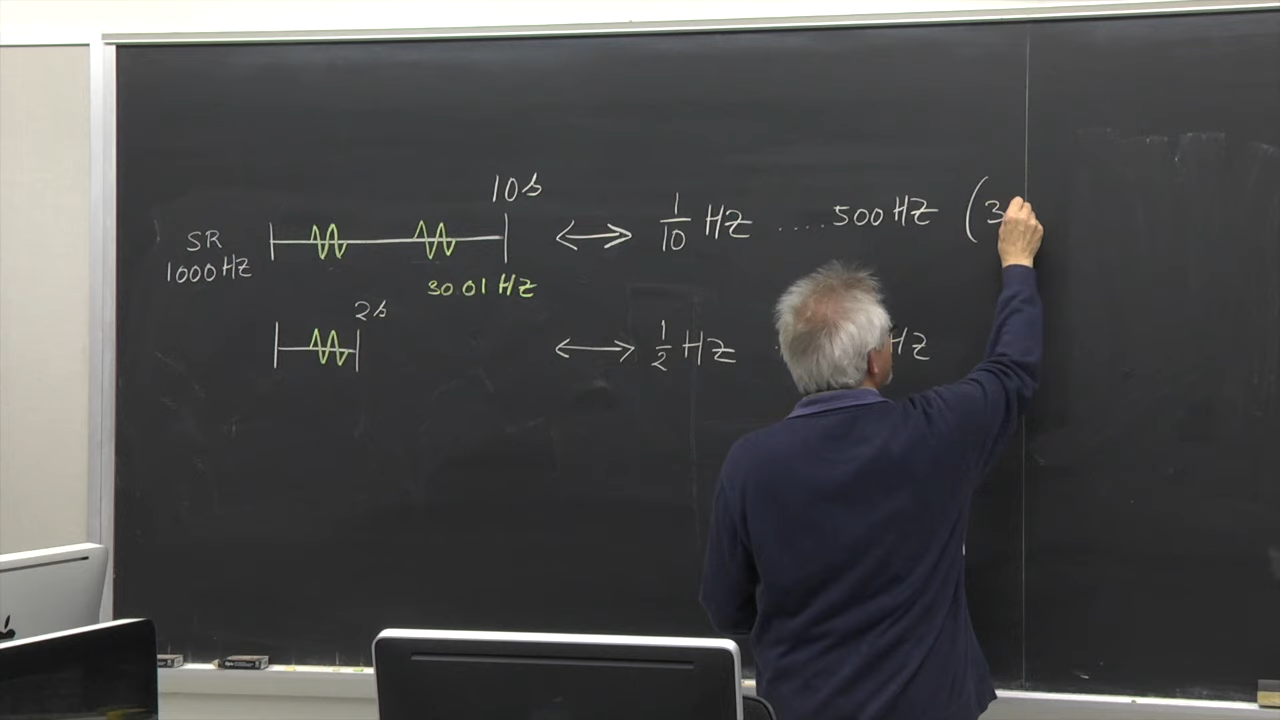 10s
SR
1000 HZ
1/10 HZ ....500 HZ (3
30.01 HZ
2s
1/2 HZ HZ